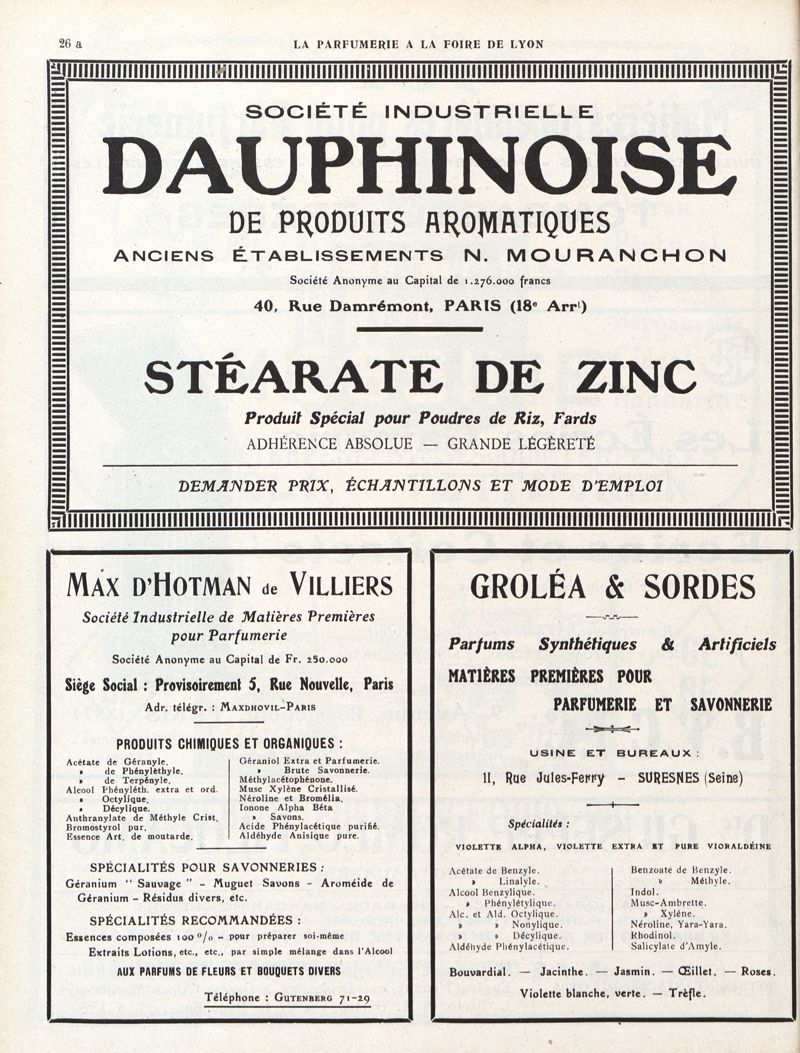 26 a
LA PARFUMERIE A LA FOIRE DE LYON
SOCIÉTÉ INDUSTRIELLE
DAUPHINOISE
DE PRODUITS AROMATIQUES
ANCIENS ÉTABLISSEMENTS N. MOURANCHON
Société Anonyme au Capital de 1.276.000 francs
40, Rue Damrémont, PARIS (18e Arrt)
STÉARATE DE ZINC
Produit Spécial pour Poudres de Riz, Fards
ADHÉRENCE ABSOLUE — GRANDE LÉGÈRETÉ
DEMANDER PRIX, ÉCHANTILLONS ET MODE D'EMPLOI
MAX D'HOTMAN de VILLIERS
Société Industrielle de Matières Premières
pour Parfumerie
Société Anonyme au Capital de Fr. 250.000
Siège Social : Provisoirement 5, Rue Nouvelle, Paris
Adr. télégr. : MAXDHOVIL-PARIS
PRODUITS CHIMIQUES ET ORGANIQUES :
Acétate de Géranyle.
» de Phényléthyle.
» de Terpényle.
Alcool Phényléth. extra et ord.
» Octylique.
» Décylique.
Anthranylate de Méthyle Crist.
Bromostyrol pur.
Essence Art. de moutarde.
Géraniol Extra et Parfumerie.
» Brute Savonnerie.
Méthylacétophénone.
Musc Xylène Cristallisé.
Néroline et Bromélia.
Ionone Alpha Béta
» Savons.
Acide Phénylacétique purifié.
Aldéhyde Anisique pure.
SPÉCIALITÉS POUR SAVONNERIES :
Géranium " Sauvage " - Muguet Savons - Aroméide de
Géranium - Résidus divers, etc.
SPÉCIALITÉS RECOMMANDÉES :
Essences composées 100 % - pour préparer soi-même
Extraits Lotions, etc., etc., par simple mélange dans l'Alcool
AUX PARFUMS DE FLEURS ET BOUQUETS DIVERS
Téléphone : GUTENBERG 71-29
GROLÉA & SORDES
Parfums Synthétiques & Artificiels
MATIÈRES PREMIÈRES POUR
PARFUMERIE ET SAVONNERIE
USINE ET BUREAUX :
11, Rue Jules-Ferry - SURESNES (Seine)
Spécialités :
VIOLETTE ALPHA, VIOLETTE EXTRA ET PURE VIORALDÉINE
Acétate de Benzyle.
» Linalyle.
Alcool Benzylique.
» Phénylétylique.
Alc. et Ald. Octylique.
» » Nonylique.
» » Décylique.
Aldéhyde Phénylacétique.
Benzoate de Benzyle.
» Méthyle.
Indol.
Musc-Ambrette.
» Xylène.
Néroline, Yara-Yara.
Rhodinol.
Salicylate d'Amyle.
Bouvardial. — Jacinthe. — Jasmin. — Œillet. — Roses.
Violette blanche, verte. — Trèfle.